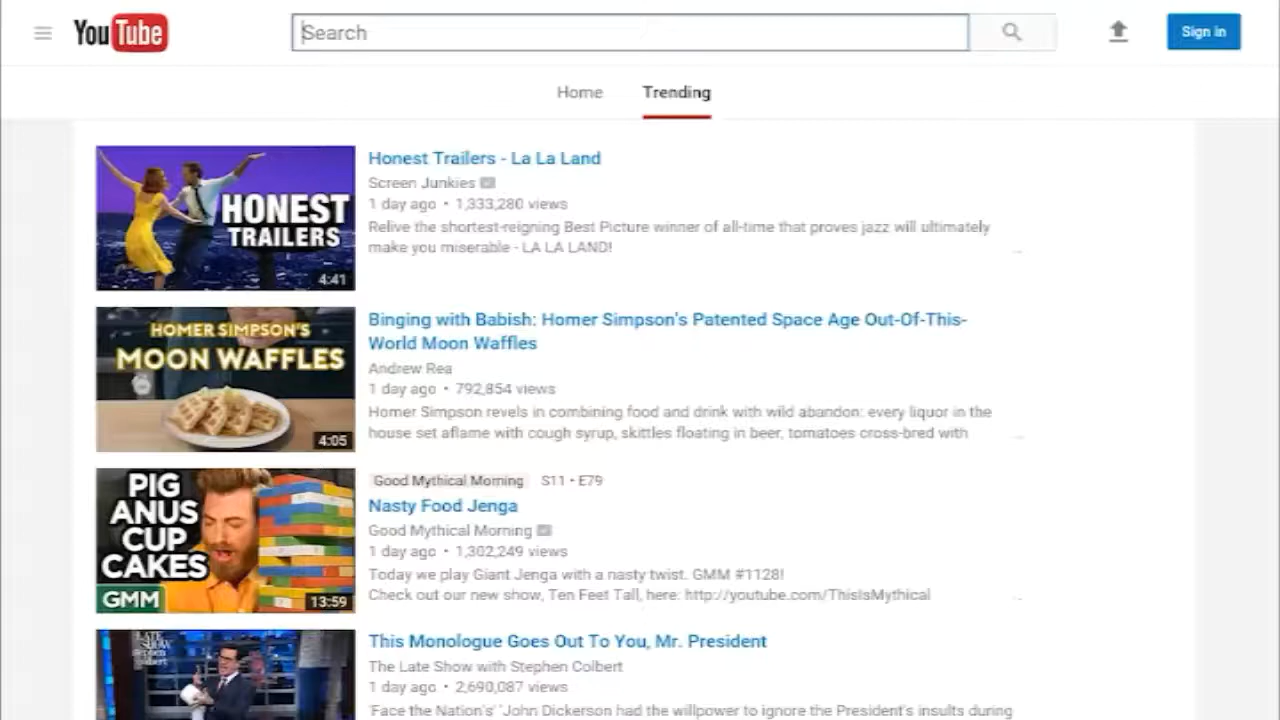 YouTube
Search
Sign in
Home
Trending
HONEST
TRAILERS
4:41
Honest Trailers - La La Land
Screen Junkies
1 day ago • 1,333,280 views
Relive the shortest-reigning Best Picture winner of all-time that proves jazz will ultimately
make you miserable - LA LA LAND!
HOMER SIMPSON'S
MOON WAFFLES
4:05
Binging with Babish: Homer Simpson's Patented Space Age Out-Of-This-
World Moon Waffles
Andrew Rea
1 day ago • 792,854 views
Homer Simpson revels in combining food and drink with wild abandon: every liquor in the
house set aflame with cough syrup, skittles floating in beer, tomatoes cross-bred with
PIG
ANUS
CUP
CAKES
GMM
13:59
Good Mythical Morning S11 • E79
Nasty Food Jenga
Good Mythical Morning
1 day ago • 1,302,249 views
Today we play Giant Jenga with a nasty twist. GMM #1128!
Check out our new show, Ten Feet Tall, here: http://youtube.com/ThisIsMythical
LATE
SHOW
Stephen
Colbert
This Monologue Goes Out To You, Mr. President
The Late Show with Stephen Colbert
1 day ago • 2,690,087 views
'Face the Nation's' 'John Dickerson had the willpower to ignore the President's insults during